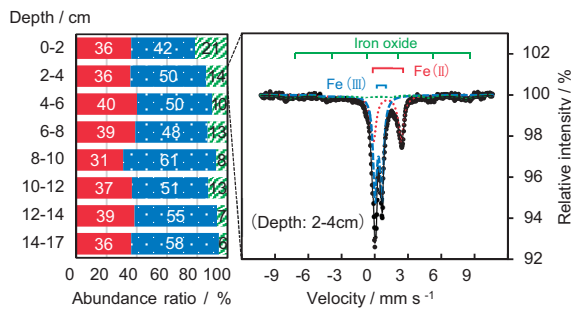 Depth / cm
0-2 36 42 21
2-4 36 50 14
4-6 40 50 10
6-8 39 48 13
8-10 31 61 8
10-12 37 51 13
12-14 39 55 7
14-17 36 58 6
0 20 40 60 80 100
Abundance ratio / %
Iron oxide
Fe (III)
Fe(II)
(Depth: 2-4cm)
102
100
98
96
94
92
Relative intensity / %
-9 -6 -3 0 3 6 9
Velocity / mm s -1